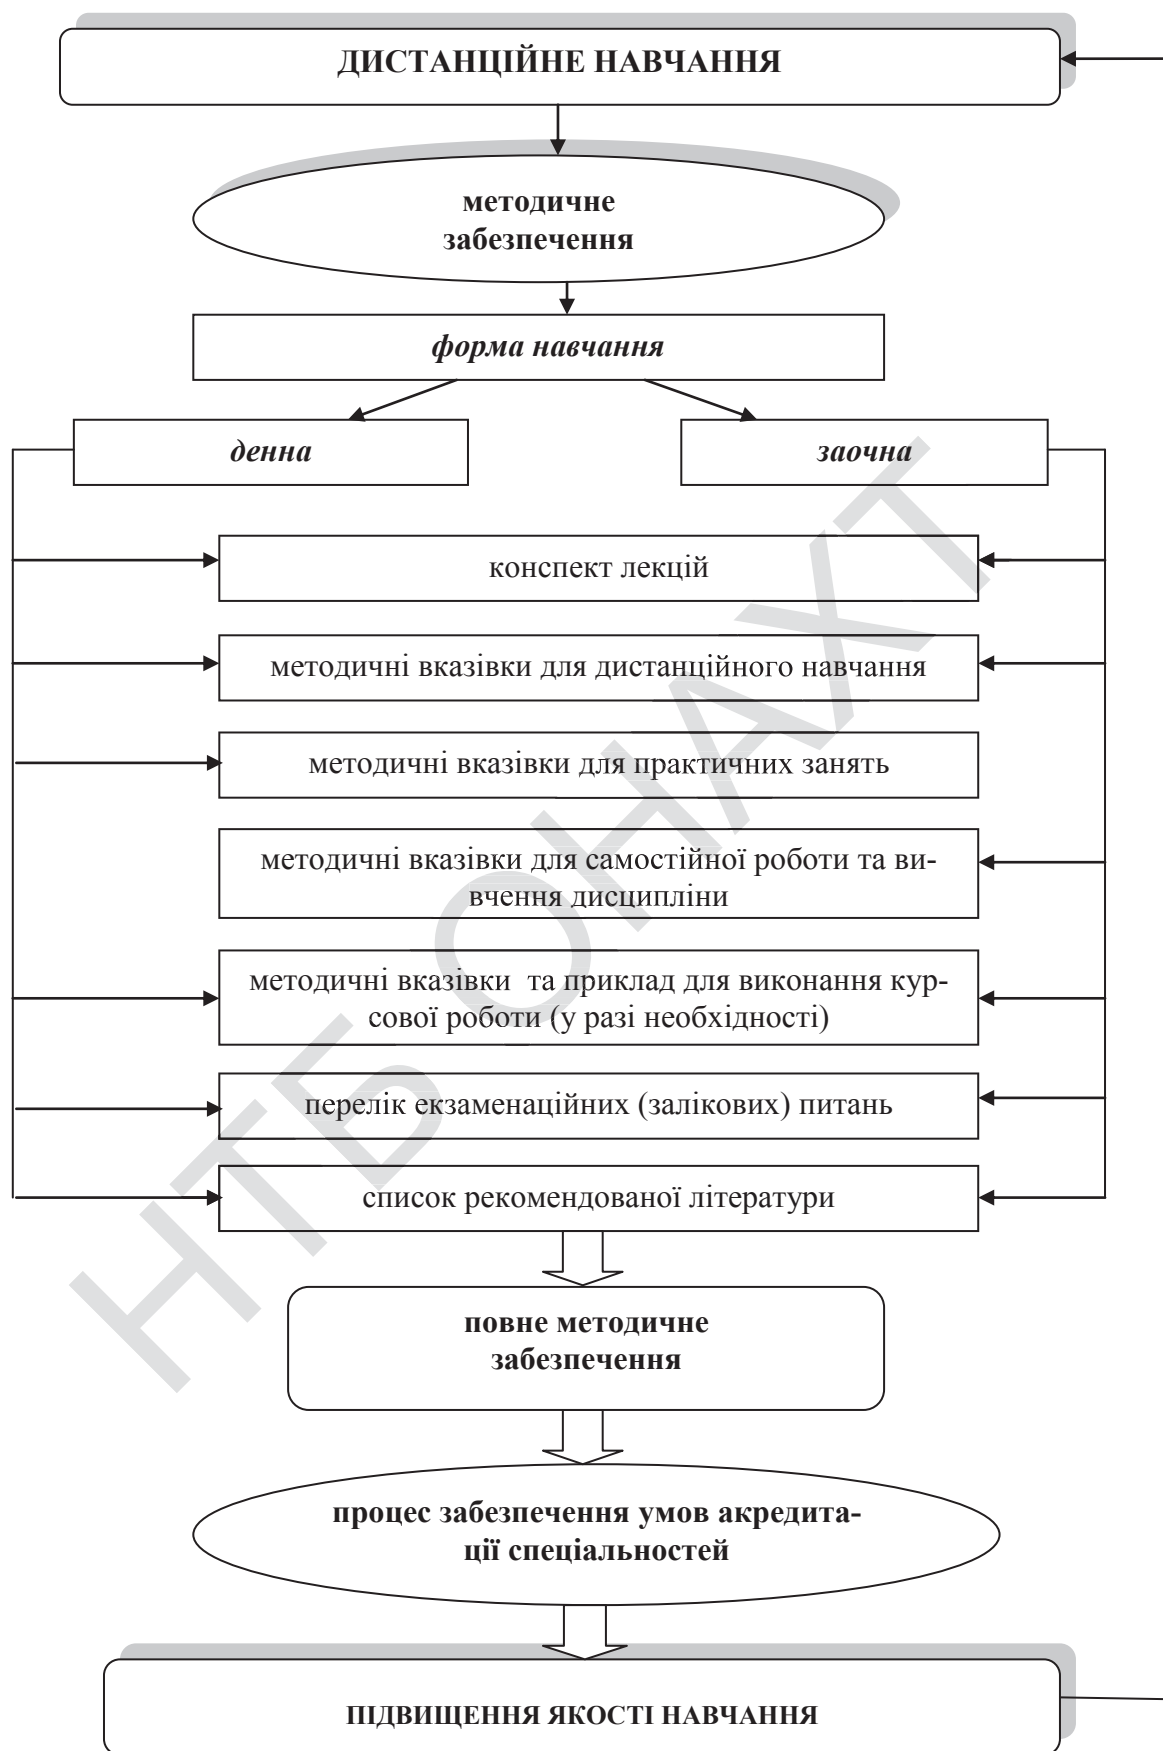 ДИСТАНЦІЙНЕ НАВЧАННЯ
методичне
забезпечення
форма навчання
денна
заочна
конспект лекцій
методичні вказівки для дистанційного навчання
методичні вказівки для практичних занять
методичні вказівки для самостійної роботи та ви-
вчення дисципліни
методичні вказівки та приклад для виконання кур-
сової роботи (у разі необхідності)
перелік екзаменаційних (залікових) питань
список рекомендованої літератури
повне методичне
забезпечення
процес забезпечення умов акредита-
ції спеціальностей
ПІДВИЩЕННЯ ЯКОСТІ НАВЧАННЯ
НТБ ОНАХТ